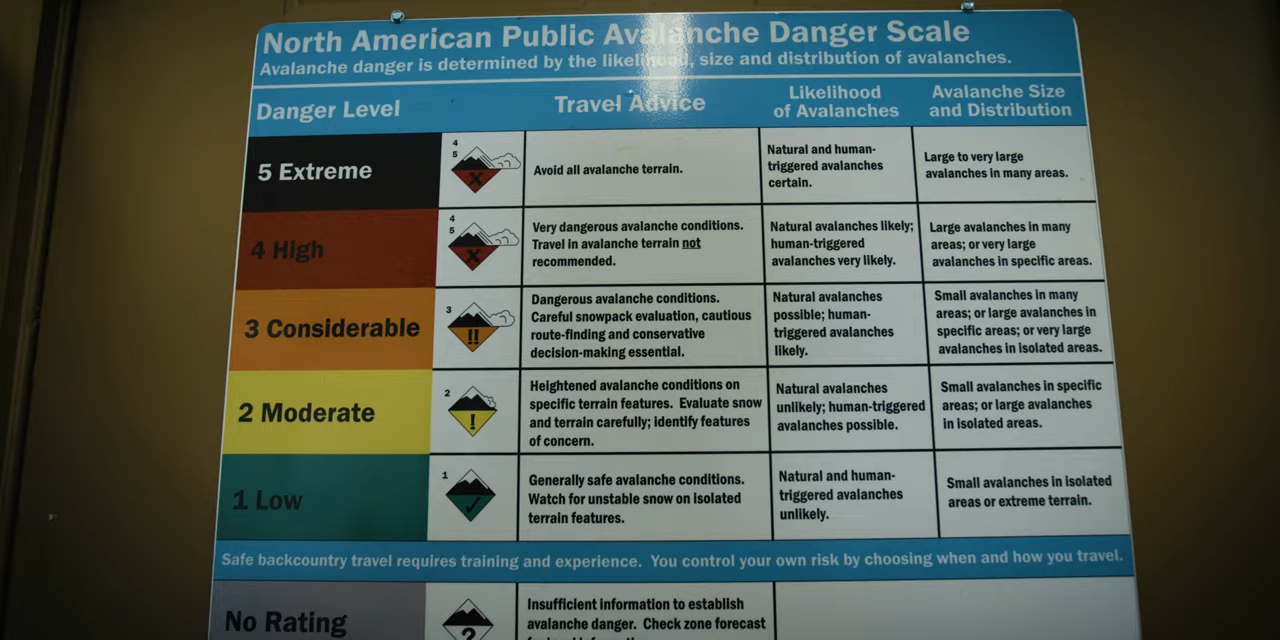 North American Public Avalanche Danger Scale
Avalanche danger is determined by the likelihood, size and distribution of avalanches.
Danger Level
Travel Advice
Likelihood
of Avalanches
Avalanche Size
and Distribution
5 Extreme
4
5
X
Avoid all avalanche terrain.
Natural and human-
triggered avalanches
certain.
Large to very large
avalanches in many areas.
4 High
4
5
X
Very dangerous avalanche conditions.
Travel in avalanche terrain not
recommended.
Natural avalanches likely;
human-triggered
avalanches very likely.
Large avalanches in many
areas; or very large
avalanches in specific areas.
3 Considerable
3
!!
Dangerous avalanche conditions.
Careful snowpack evaluation, cautious
route-finding and conservative
decision-making essential.
Natural avalanches
possible; human-
triggered avalanches
likely.
Small avalanches in many
areas; or large avalanches in
specific areas; or very large
avalanches in isolated areas.
2 Moderate
2
!
Heightened avalanche conditions on
specific terrain features. Evaluate snow
and terrain carefully; identify features
of concern.
Natural avalanches
unlikely; human-triggered
avalanches possible.
Small avalanches in specific
areas; or large avalanches
in isolated areas.
1 Low
1
Generally safe avalanche conditions.
Watch for unstable snow on isolated
terrain features.
Natural and human-
triggered avalanches
unlikely.
Small avalanches in isolated
areas or extreme terrain.
Safe backcountry travel requires training and experience. You control your own risk by choosing when and how you travel.
No Rating
?
Insufficient information to establish
avalanche danger. Check zone forecast